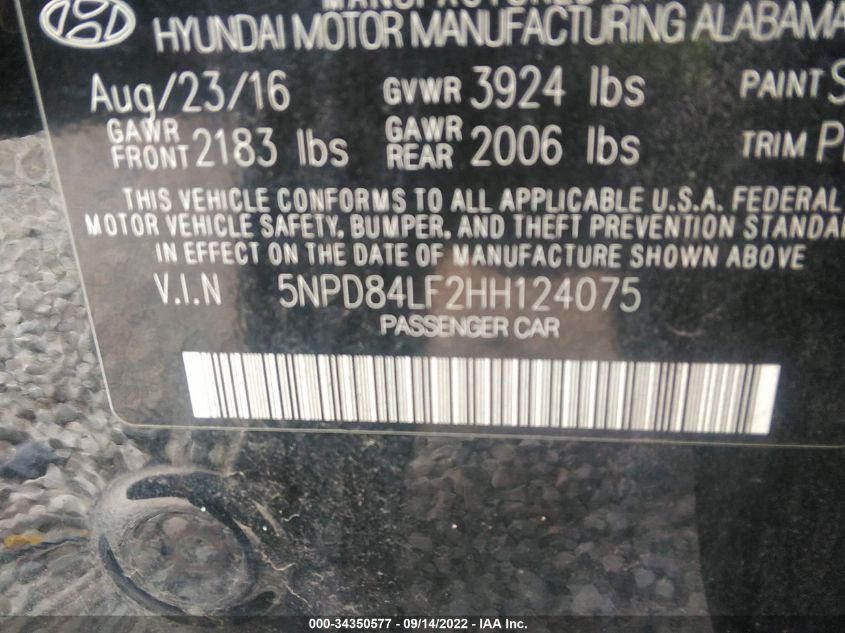 MANUFACTURED BY
HYUNDAI MOTOR MANUFACTURING ALABAMA
Aug/23/16 GVWR 3924 lbs PAINT
GAWR FRONT 2183 lbs GAWR REAR 2006 lbs TRIM
THIS VEHICLE CONFORMS TO ALL APPLICABLE U.S.A. FEDERAL
MOTOR VEHICLE SAFETY, BUMPER, AND THEFT PREVENTION
IN EFFECT ON THE DATE OF MANUFACTURE SHOWN ABOVE
V.I.N 5NPD84LF2HH124075
PASSENGER CAR
000-34350577 - 09/14/2022 - IAA Inc.